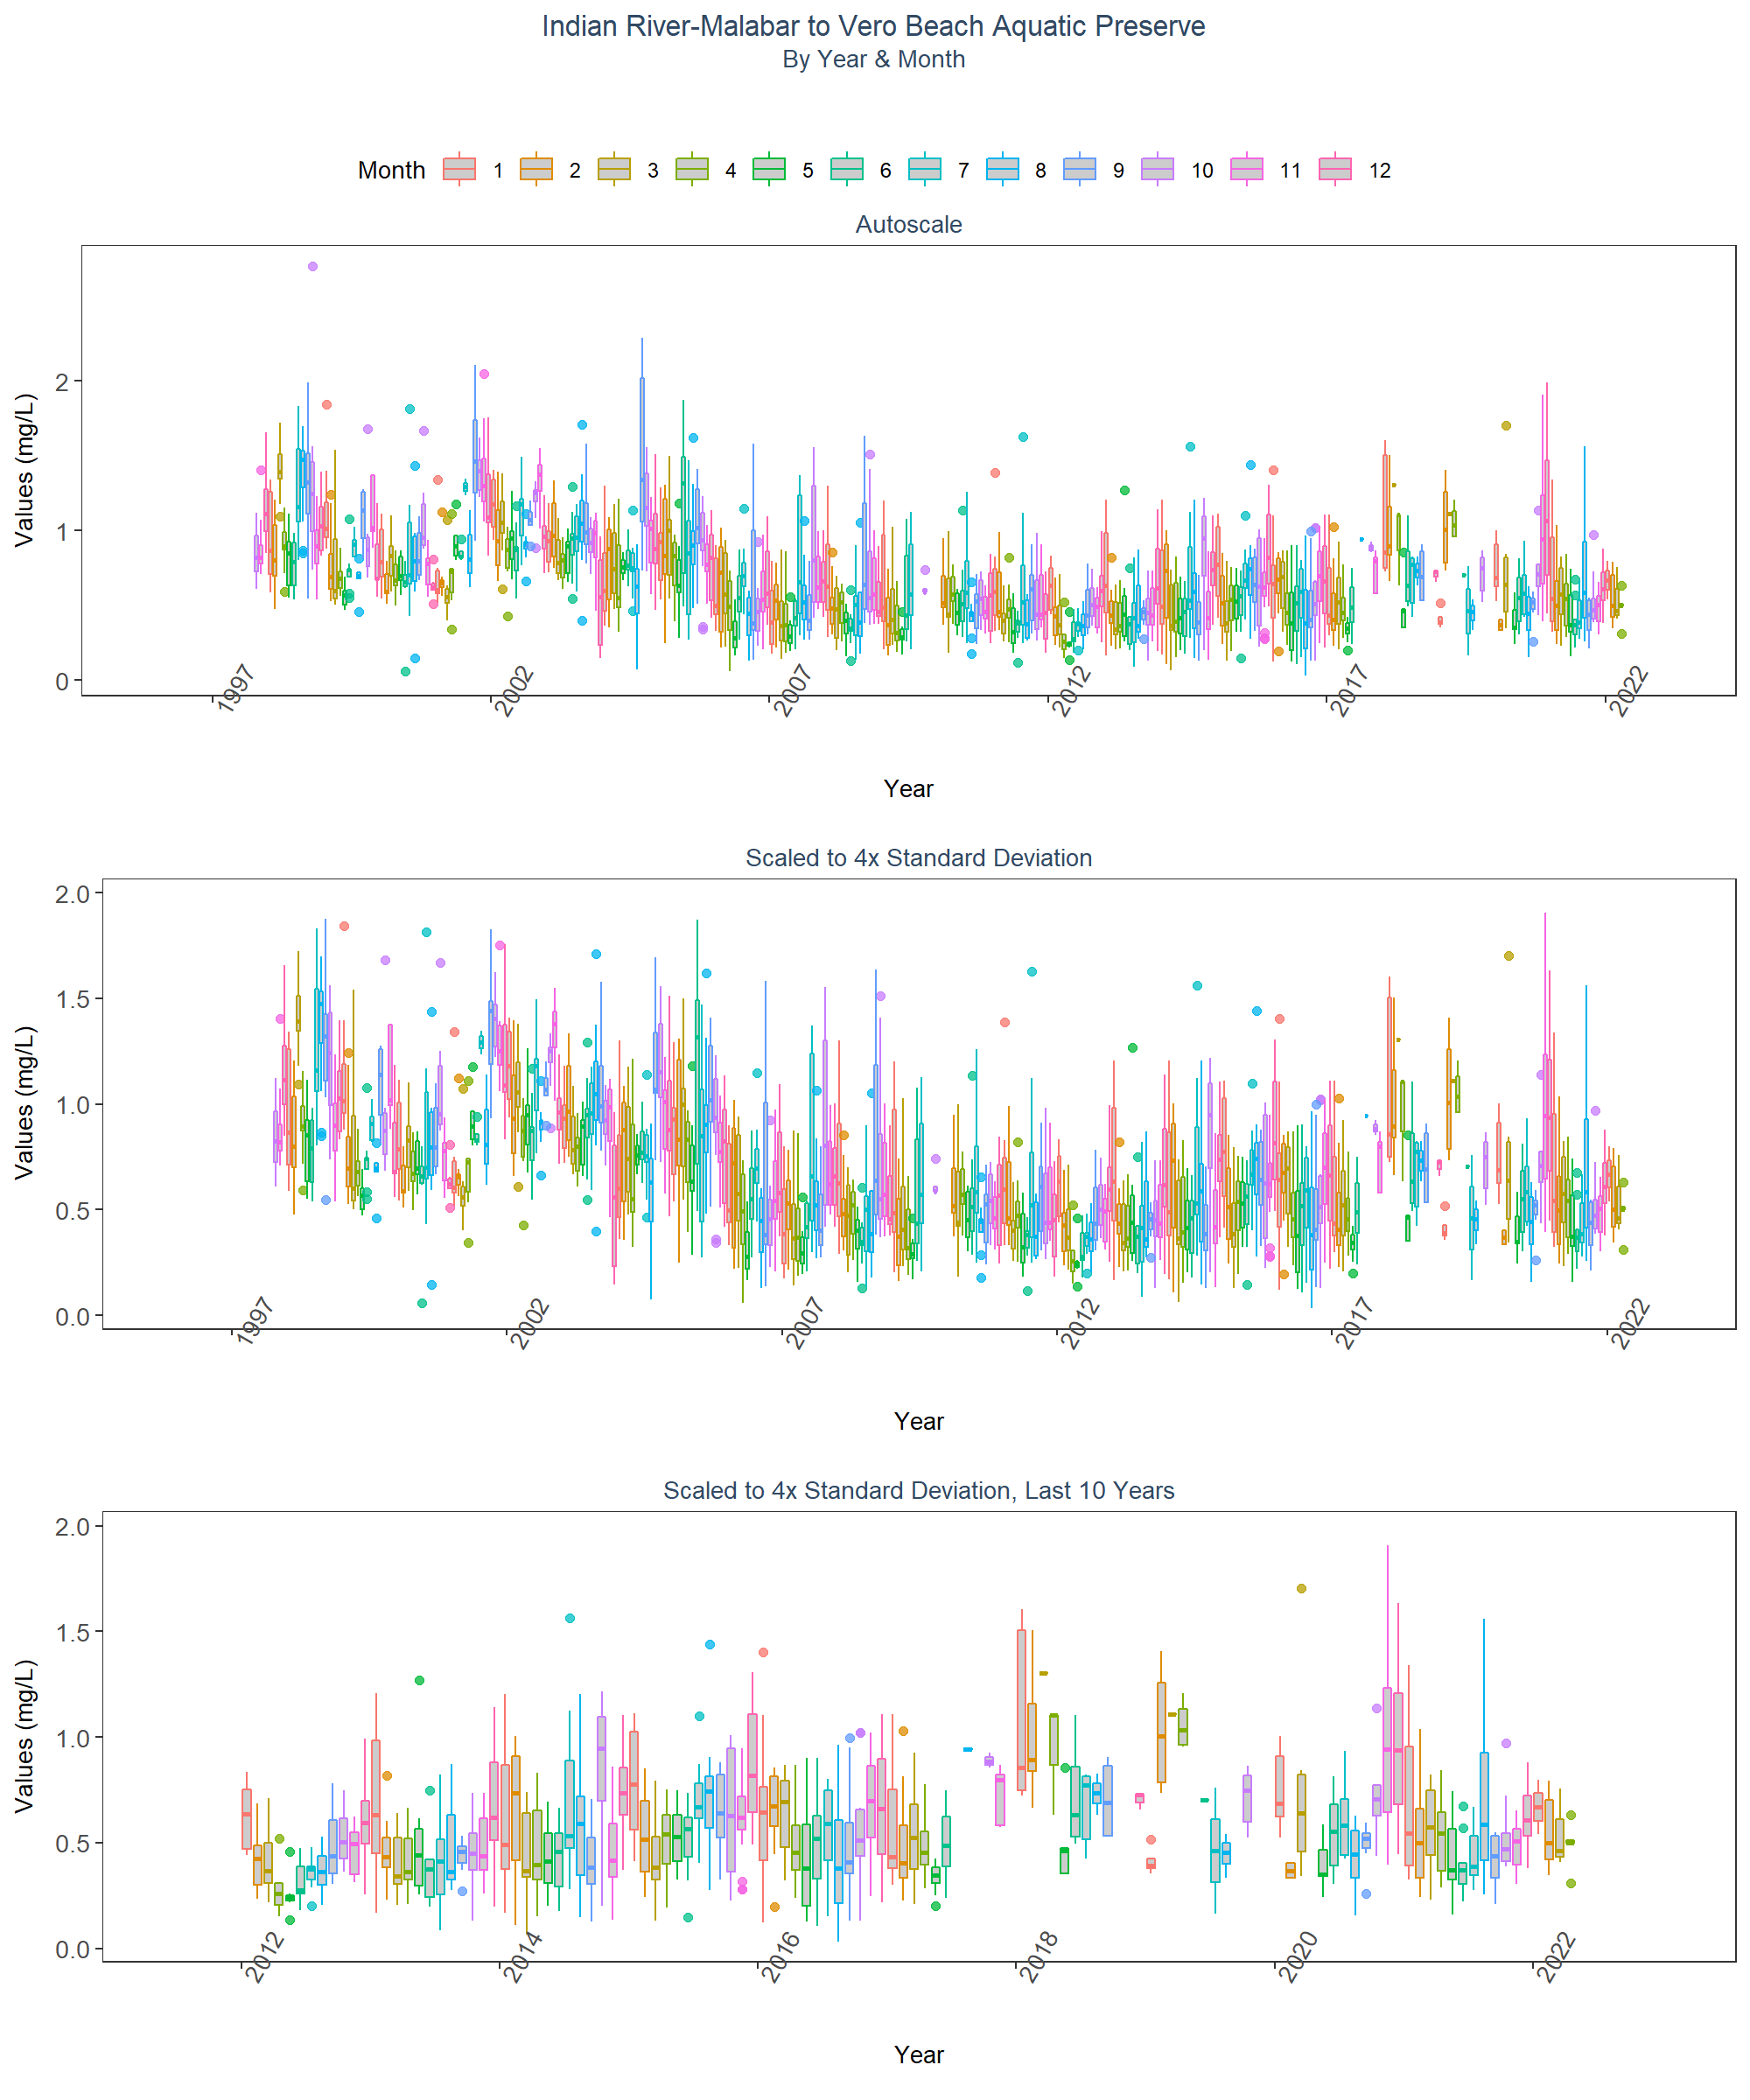 Indian River-Malabar to Vero Beach Aquatic Preserve
By Year & Month
Month 1 2 3 4 5 6 7 8 9 10 11 12
Autoscale
Values (mg/L)
2
1
0
1997 2002 2007 2012 2017 2022
Year
Scaled to 4x Standard Deviation
Values (mg/L)
2.0
1.5
1.0
0.5
0.0
1997 2002 2007 2012 2017 2022
Year
Scaled to 4x Standard Deviation, Last 10 Years
Values (mg/L)
2.0
1.5
1.0
0.5
0.0
2012 2014 2016 2018 2020 2022
Year